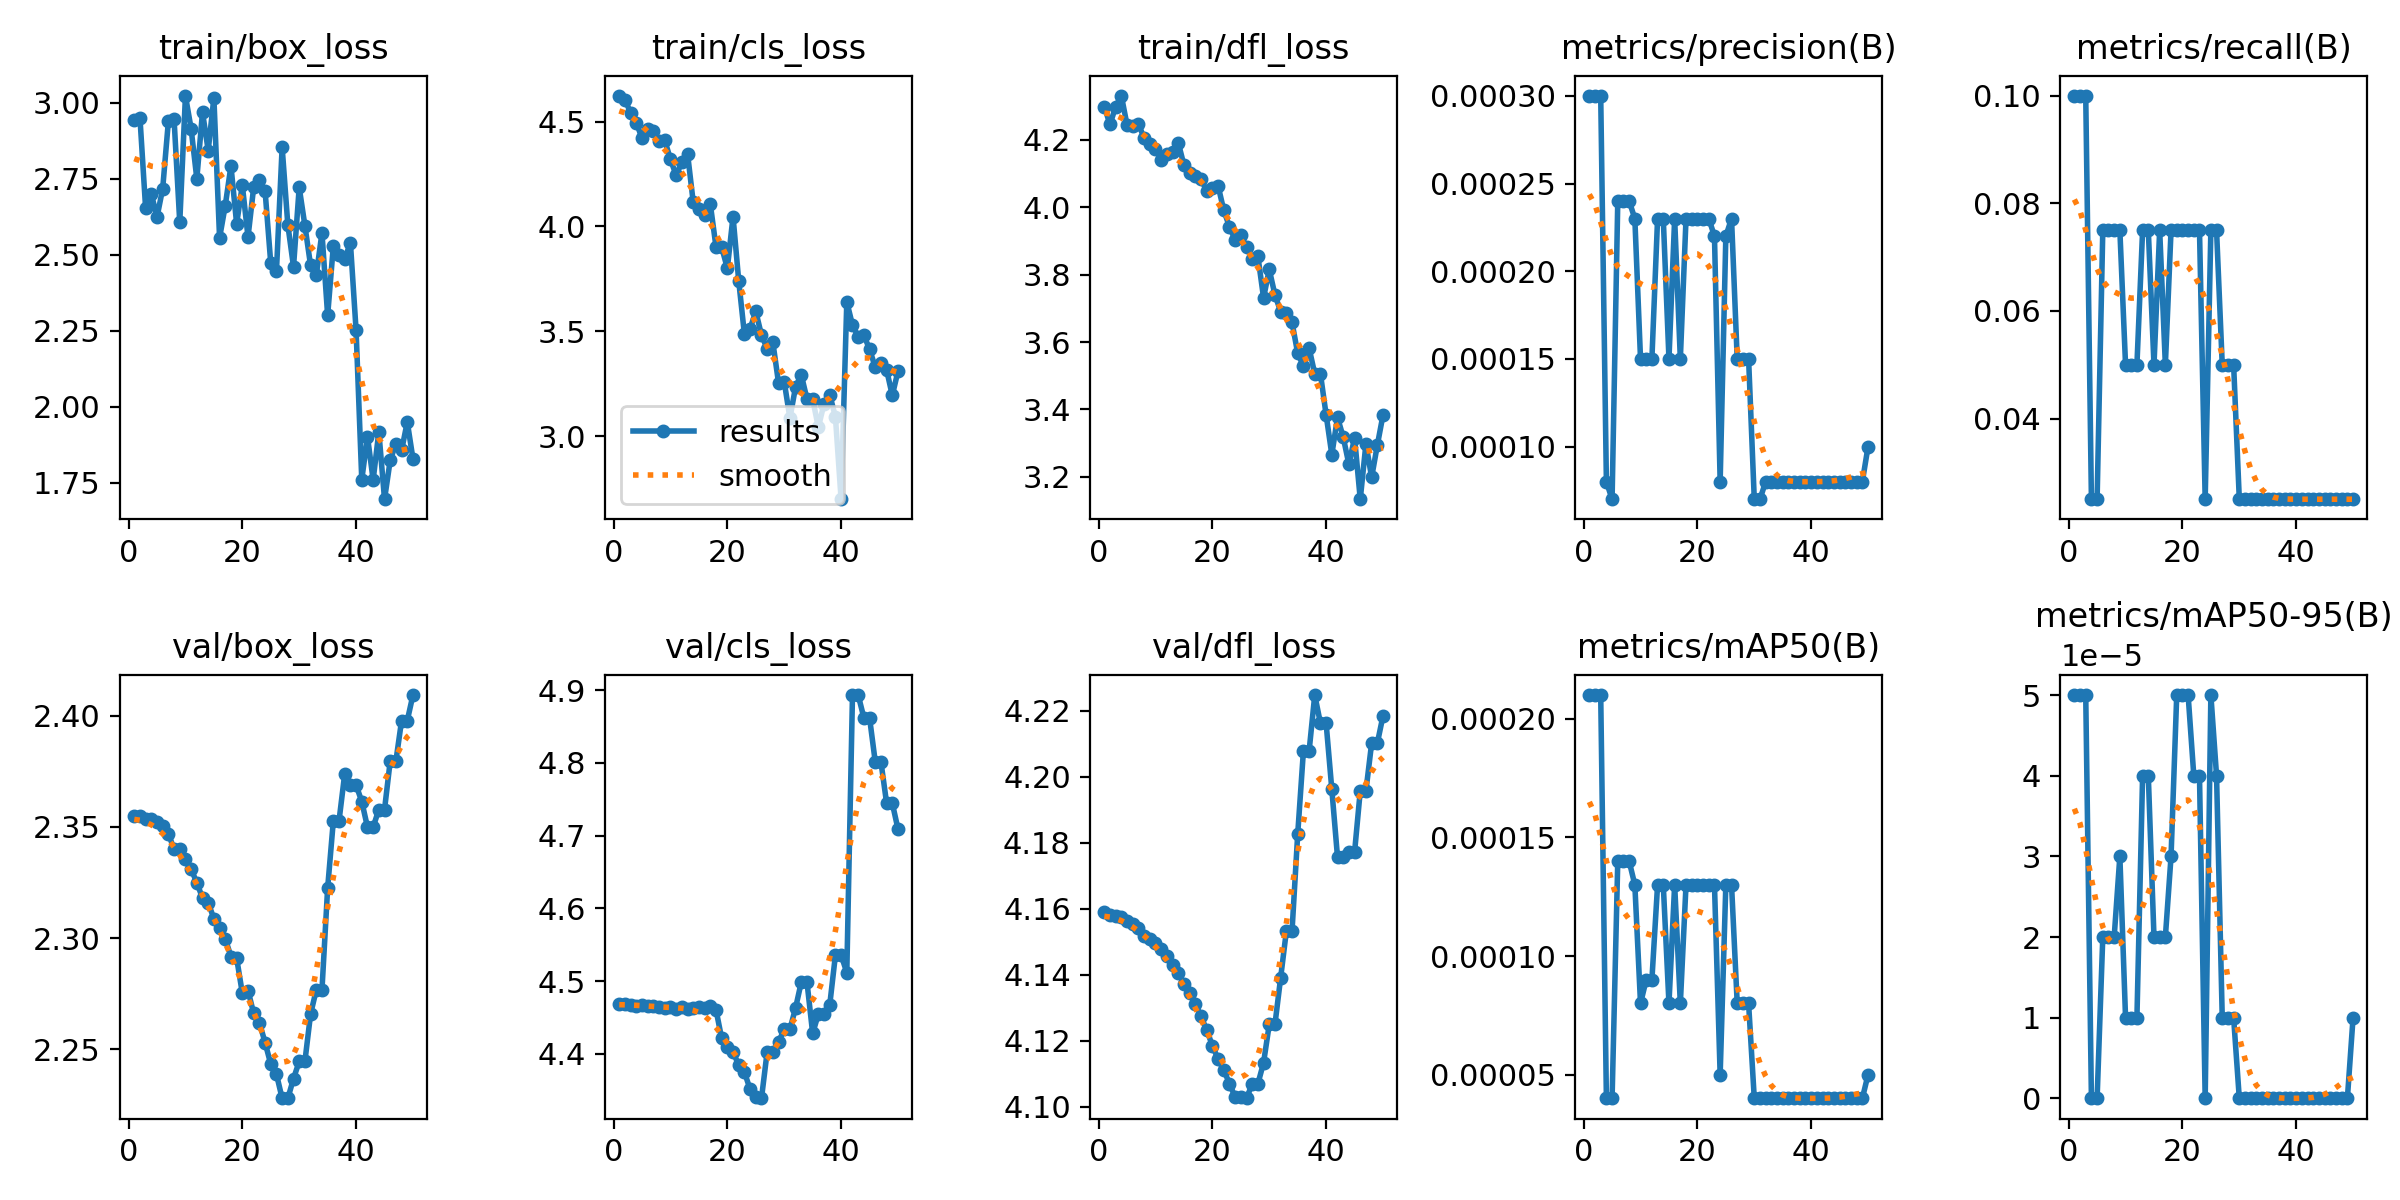 train/box_loss
3.00
2.75
2.50
2.25
2.00
1.75
0 20 40
train/cls_loss
4.5
4.0
3.5
3.0
results
smooth
0 20 40
train/dfl_loss
4.2
4.0
3.8
3.6
3.4
3.2
0 20 40
metrics/precision(B)
0.00030
0.00025
0.00020
0.00015
0.00010
0 20 40
metrics/recall(B)
0.10
0.08
0.06
0.04
0 20 40
val/box_loss
2.40
2.35
2.30
2.25
0 20 40
val/cls_loss
4.9
4.8
4.7
4.6
4.5
4.4
0 20 40
val/dfl_loss
4.22
4.20
4.18
4.16
4.14
4.12
4.10
0 20 40
metrics/mAP50(B)
0.00020
0.00015
0.00010
0.00005
0 20 40
metrics/mAP50-95(B)
1e−5
5
4
3
2
1
0
0 20 40